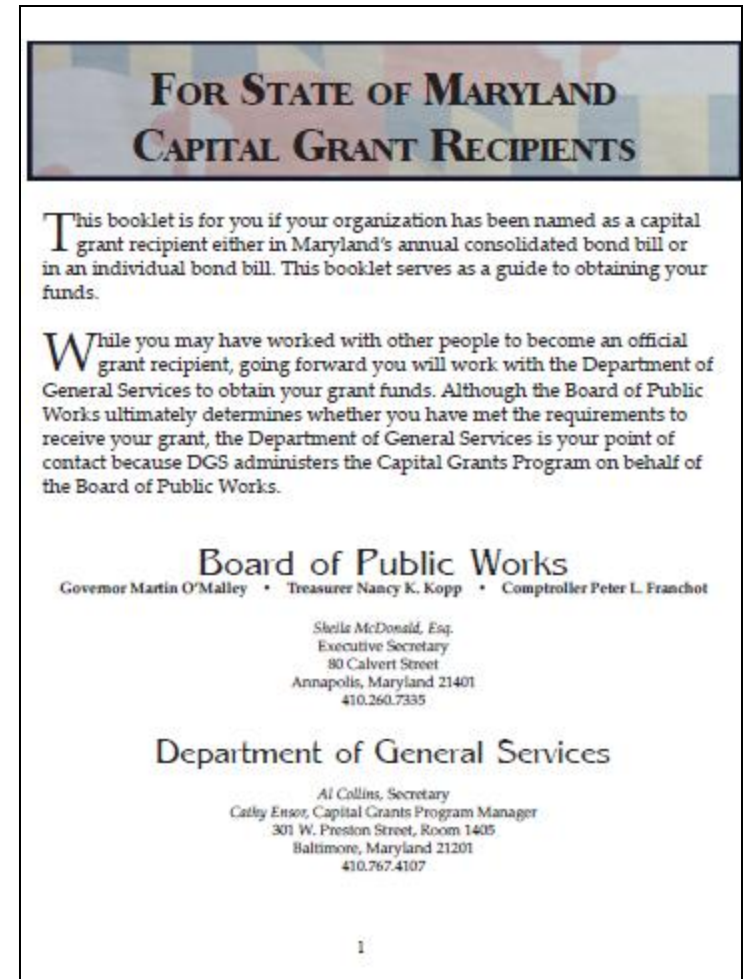 FOR STATE OF MARYLAND
CAPITAL GRANT RECIPIENTS
This booklet is for you if your organization has been named as a capital
grant recipient either in Maryland's annual consolidated bond bill or
in an individual bond bill. This booklet serves as a guide to obtaining your
funds.
While you may have worked with other people to become an official
grant recipient, going forward you will work with the Department of
General Services to obtain your grant funds. Although the Board of Public
Works ultimately determines whether you have met the requirements to
receive your grant, the Department of General Services is your point of
contact because DGS administers the Capital Grants Program on behalf of
the Board of Public Works.
Board of Public Works
Governor Martin O'Malley • Treasurer Nancy K. Kopp • Comptroller Peter L. Franchot
Sheila McDonald, Esq.
Executive Secretary
80 Calvert Street
Annapolis, Maryland 21401
410.260.7335
Department of General Services
Al Collins, Secretary
Cathy Ensor, Capital Grants Program Manager
301 W. Preston Street, Room 1405
Baltimore, Maryland 21201
410.767.4107
1